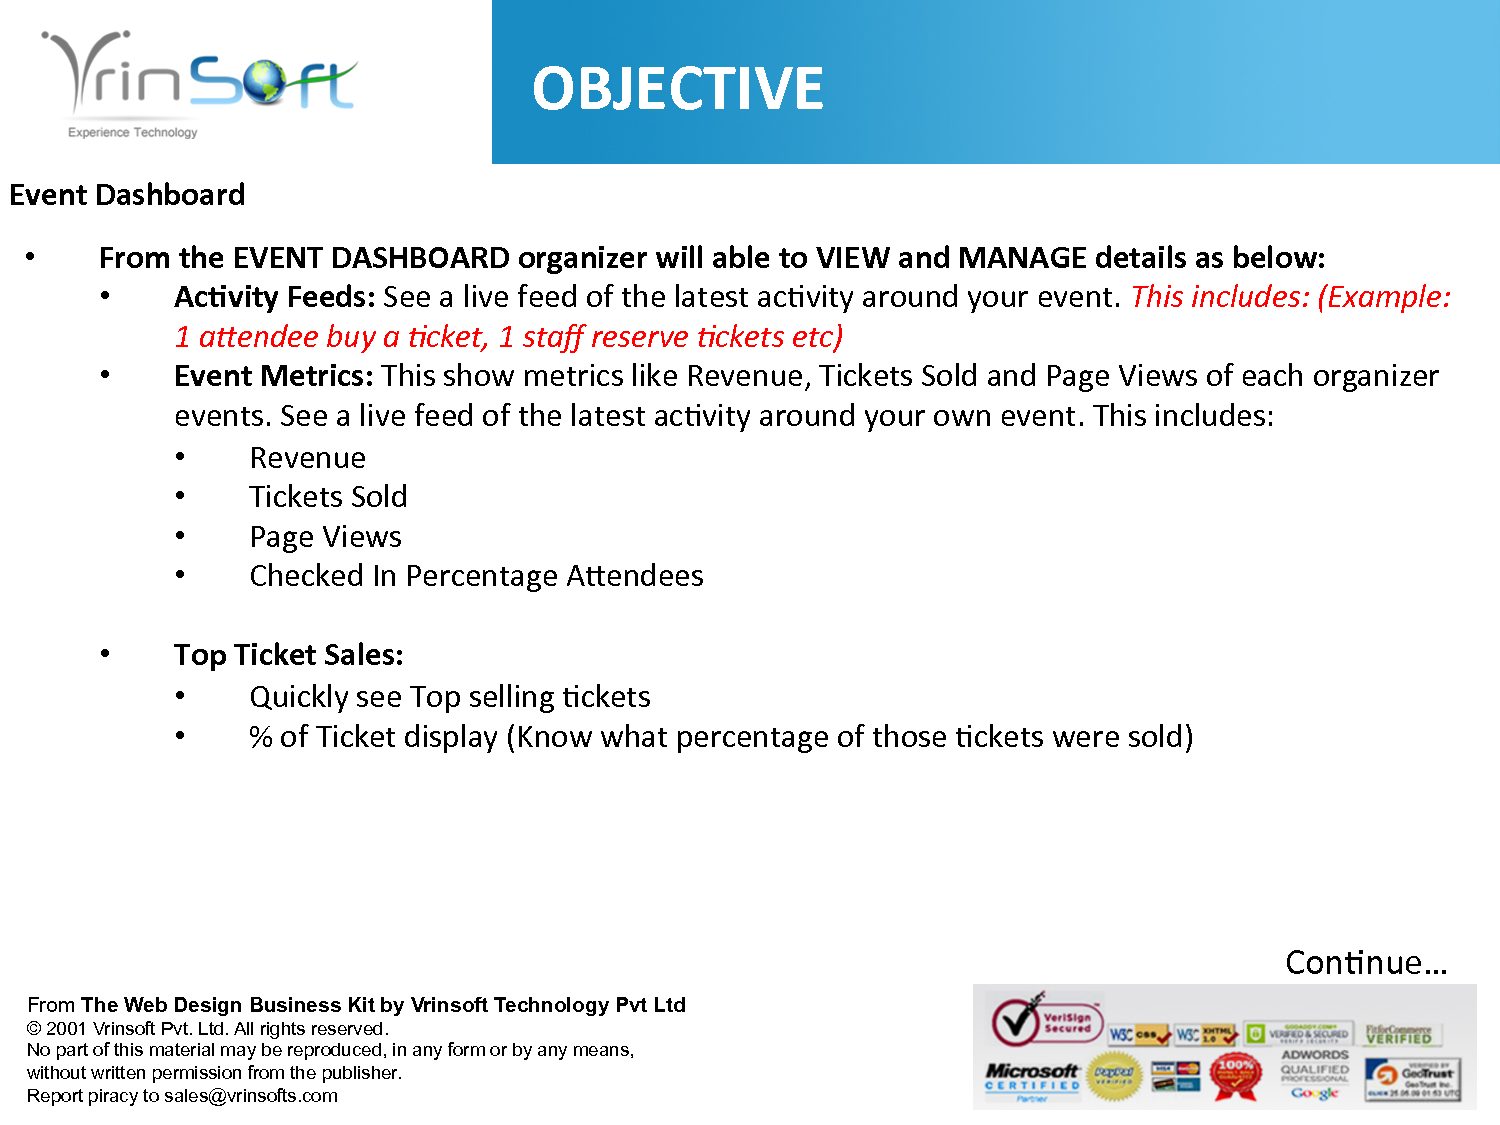 VrinSoft
Experience Technology
OBJECTIVE
Event Dashboard
• From the EVENT DASHBOARD organizer will able to VIEW and MANAGE details as below:
• Activity Feeds: See a live feed of the latest activity around your event. This includes: (Example:
1 attendee buy a ticket, 1 staff reserve tickets etc)
• Event Metrics: This show metrics like Revenue, Tickets Sold and Page Views of each organizer
events. See a live feed of the latest activity around your own event. This includes:
• Revenue
• Tickets Sold
• Page Views
• Checked In Percentage Attendees
• Top Ticket Sales:
• Quickly see Top selling tickets
• % of Ticket display (Know what percentage of those tickets were sold)
Continue…
From The Web Design Business Kit by Vrinsoft Technology Pvt Ltd
© 2001 Vrinsoft Pvt. Ltd. All rights reserved.
No part of this material may be reproduced, in any form or by any means,
without written permission from the publisher.
Report piracy to sales@vrinsofts.com
VeriSign
Secured
W3C css
W3C XHTML 1.0
VERIFIED & SECURED
FitforCommerce
VERIFIED
Microsoft
CERTIFIED
Partner
PayPal
VERIFIED
100%
ADWORDS
QUALIFIED
PROFESSIONAL
Google
VERIFIED BY
GeoTrust
GeoTrust Inc.